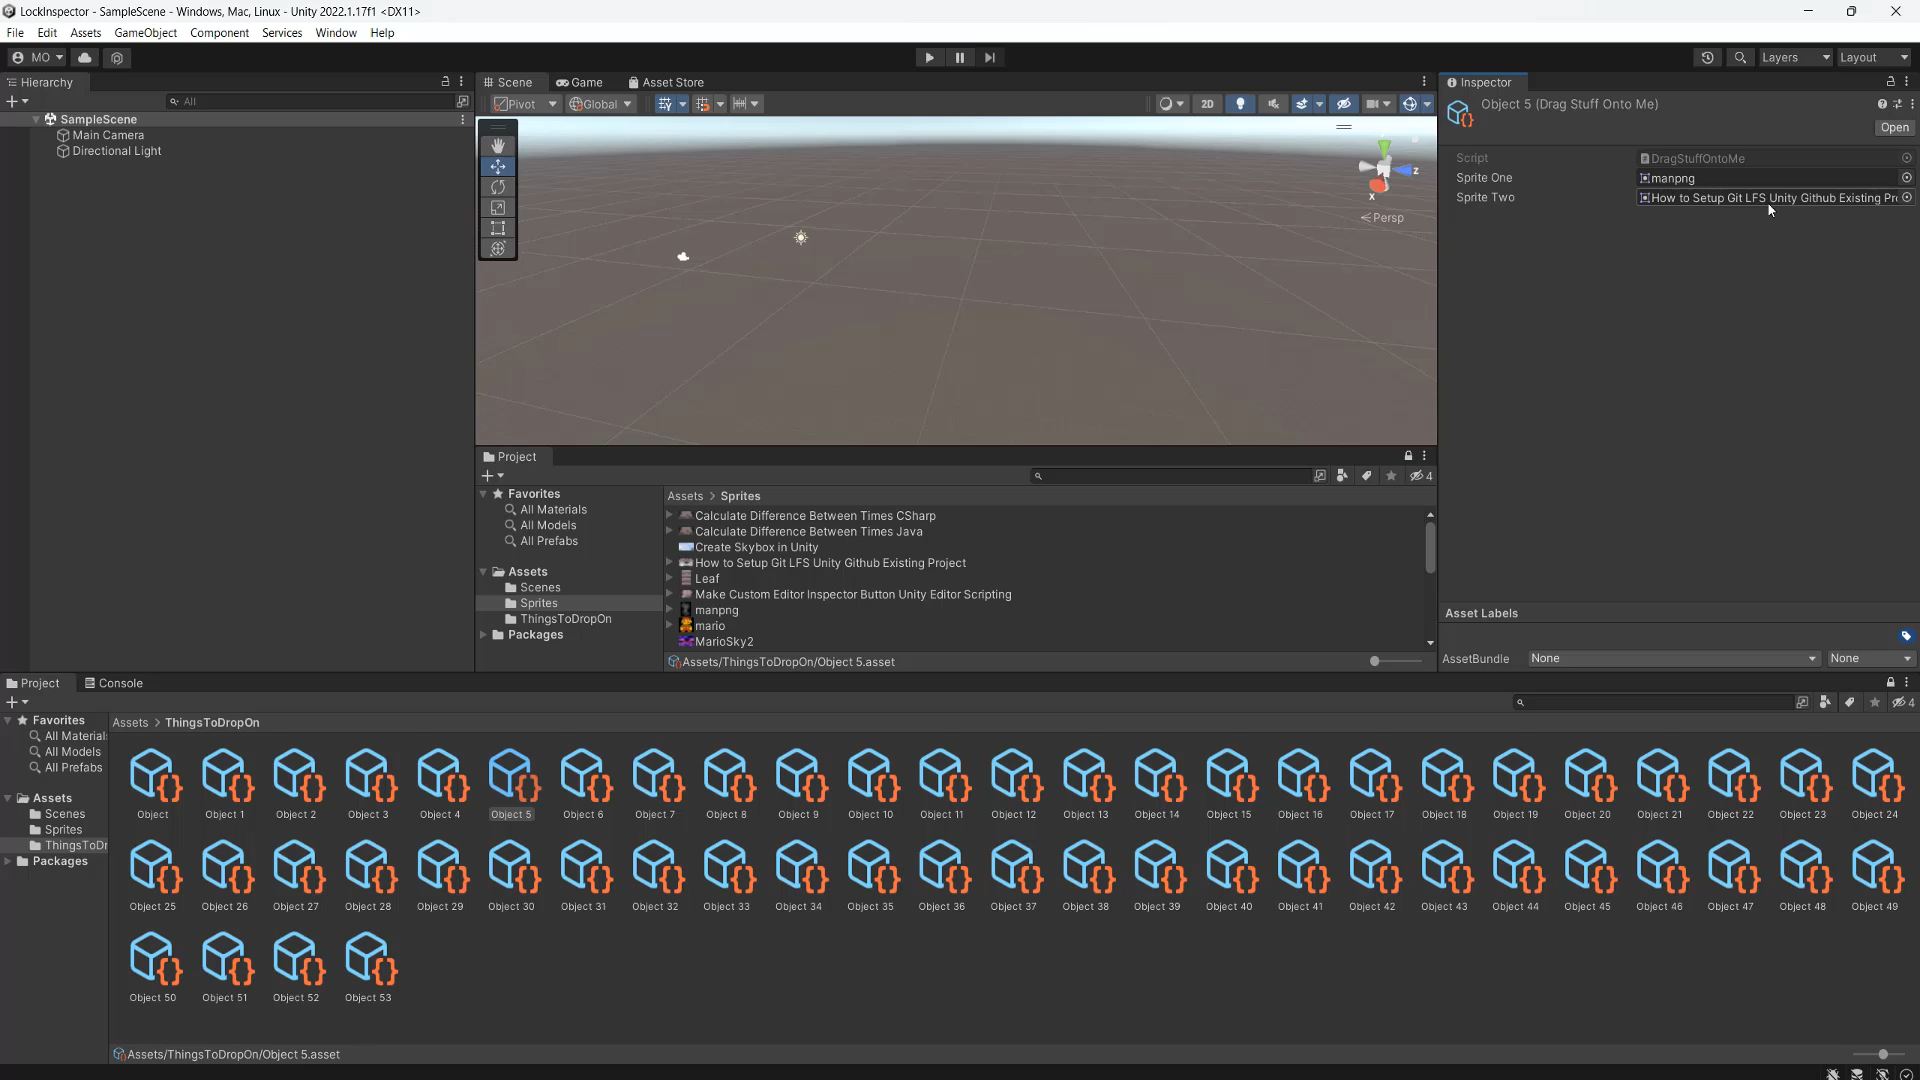 LockInspector - SampleScene - Windows, Mac, Linux - Unity 2022.1.17f1 <DX11>
File Edit Assets GameObject Component Services Window Help
MO
Layers Layout
Hierarchy
All
SampleScene
Main Camera
Directional Light
Scene Game Asset Store
Pivot Global 2D
z
x
Persp
Inspector
Object 5 (Drag Stuff Onto Me)
Open
Script DragStuffOntoMe
Sprite One manpng
Sprite Two How to Setup Git LFS Unity Github Existing Pr
Asset Labels
AssetBundle None None
Project
4
Favorites
All Materials
All Models
All Prefabs
Assets
Scenes
Sprites
ThingsToDropOn
Packages
Assets > Sprites
Calculate Difference Between Times CSharp
Calculate Difference Between Times Java
Create Skybox in Unity
How to Setup Git LFS Unity Github Existing Project
Leaf
Make Custom Editor Inspector Button Unity Editor Scripting
manpng
mario
MarioSky2
Assets/ThingsToDropOn/Object 5.asset
Project Console
4
Favorites
All Material
All Models
All Prefabs
Assets
Scenes
Sprites
ThingsToDr
Packages
Assets > ThingsToDropOn
Object Object 1 Object 2 Object 3 Object 4 Object 5 Object 6 Object 7 Object 8 Object 9 Object 10 Object 11 Object 12 Object 13 Object 14 Object 15 Object 16 Object 17 Object 18 Object 19 Object 20 Object 21 Object 22 Object 23 Object 24
Object 25 Object 26 Object 27 Object 28 Object 29 Object 30 Object 31 Object 32 Object 33 Object 34 Object 35 Object 36 Object 37 Object 38 Object 39 Object 40 Object 41 Object 42 Object 43 Object 44 Object 45 Object 46 Object 47 Object 48 Object 49
Object 50 Object 51 Object 52 Object 53
Assets/ThingsToDropOn/Object 5.asset